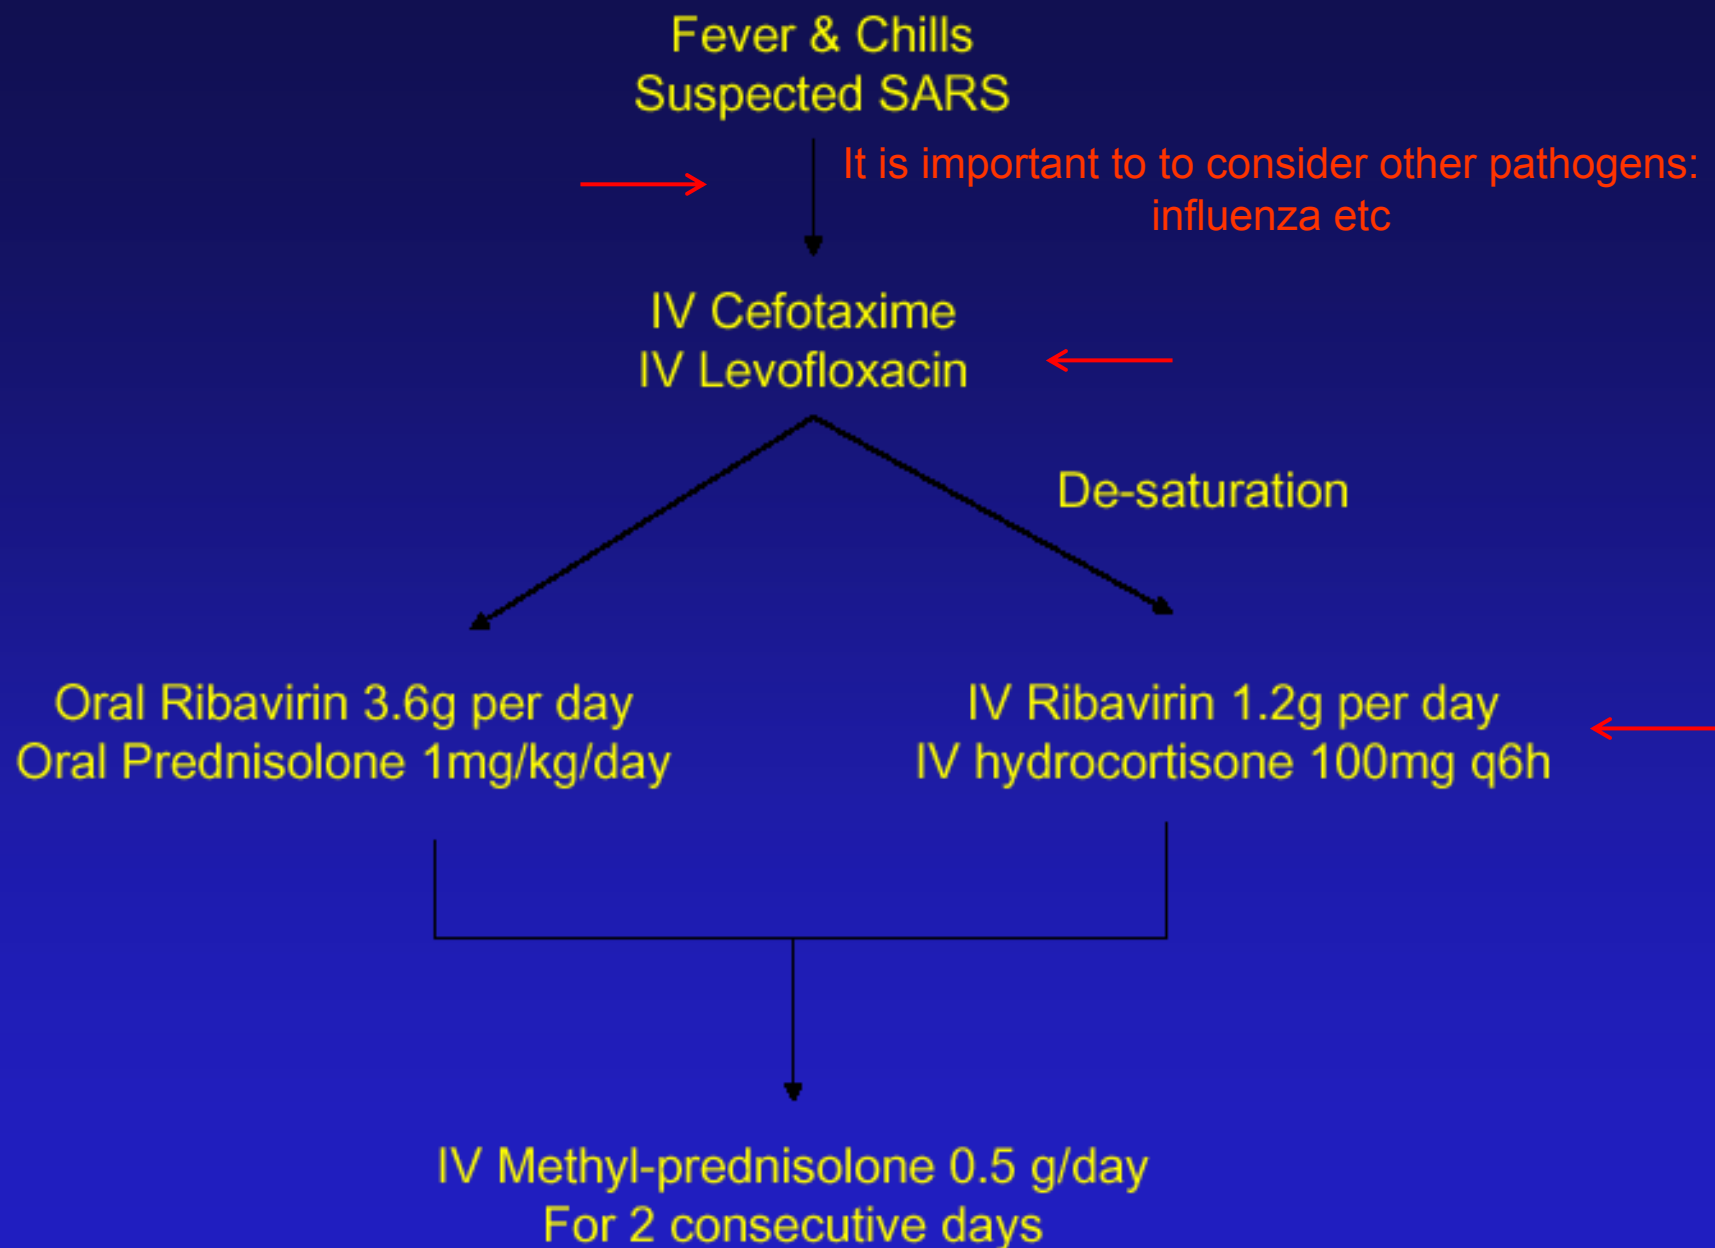 Fever & Chills
Suspected SARS
It is important to to consider other pathogens:
influenza etc
IV Cefotaxime
IV Levofloxacin
De-saturation
Oral Ribavirin 3.6g per day
Oral Prednisolone 1mg/kg/day
IV Ribavirin 1.2g per day
IV hydrocortisone 100mg q6h
IV Methyl-prednisolone 0.5 g/day
For 2 consecutive days